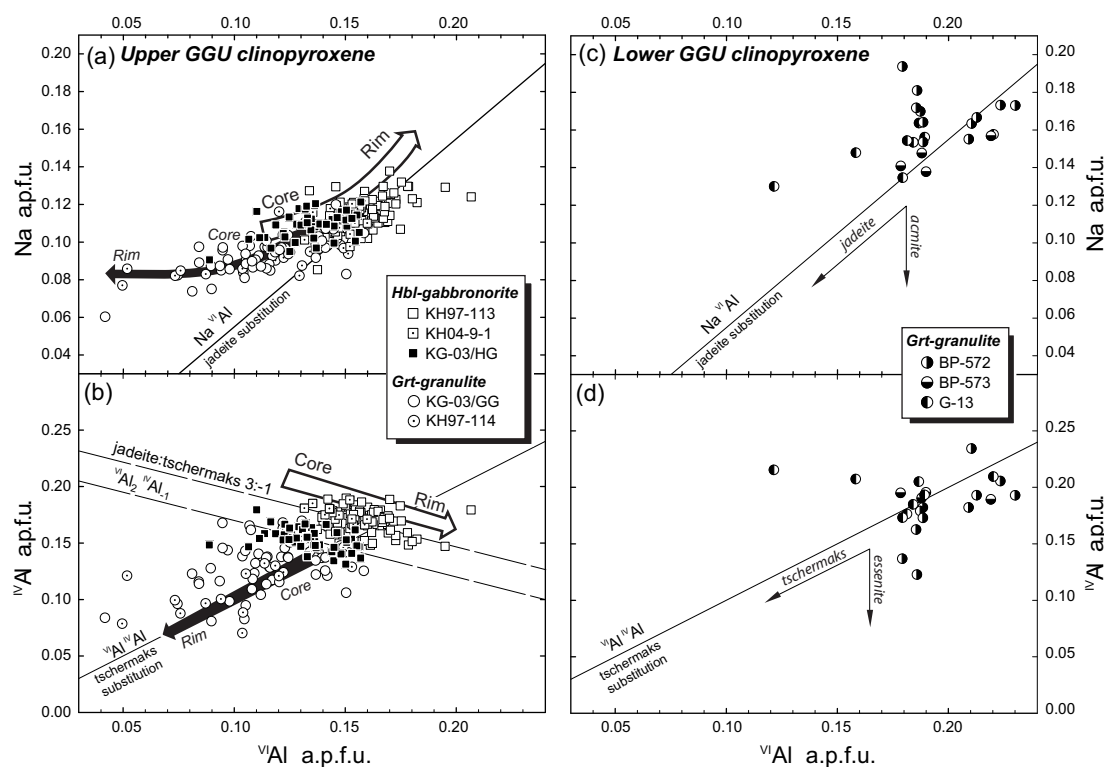 0.05 0.10 0.15 0.20
0.05 0.10 0.15 0.20
(a) Upper GGU clinopyroxene
(c) Lower GGU clinopyroxene
0.20
0.18
0.16
0.14
0.12
0.10
0.08
0.06
0.04
Na a.p.f.u.
Rim
Core
Core
Rim
Na ⱽᴵAl
jadeite substitution
Hbl-gabbronorite
KH97-113
KH04-9-1
KG-03/HG
Grt-granulite
KG-03/GG
KH97-114
jadeite
acmite
Na ⱽᴵAl
jadeite substitution
0.20
0.18
0.16
0.14
0.12
0.10
0.08
0.06
0.04
Na a.p.f.u.
Grt-granulite
BP-572
BP-573
G-13
(b)
0.25
0.20
0.15
0.10
0.05
0.00
ᴵⱽAl a.p.f.u.
jadeite:tschermaks 3:-1
ⱽᴵAl₂ ᴵⱽAl₋₁
Core
Rim
Core
Rim
ⱽᴵAl ᴵⱽAl
tschermaks
substitution
(d)
tschermaks
essenite
ⱽᴵAl ᴵⱽAl
tschermaks
substitution
0.25
0.20
0.15
0.10
0.05
0.00
ᴵⱽAl a.p.f.u.
0.05 0.10 0.15 0.20
ⱽᴵAl a.p.f.u.
0.05 0.10 0.15 0.20
ⱽᴵAl a.p.f.u.